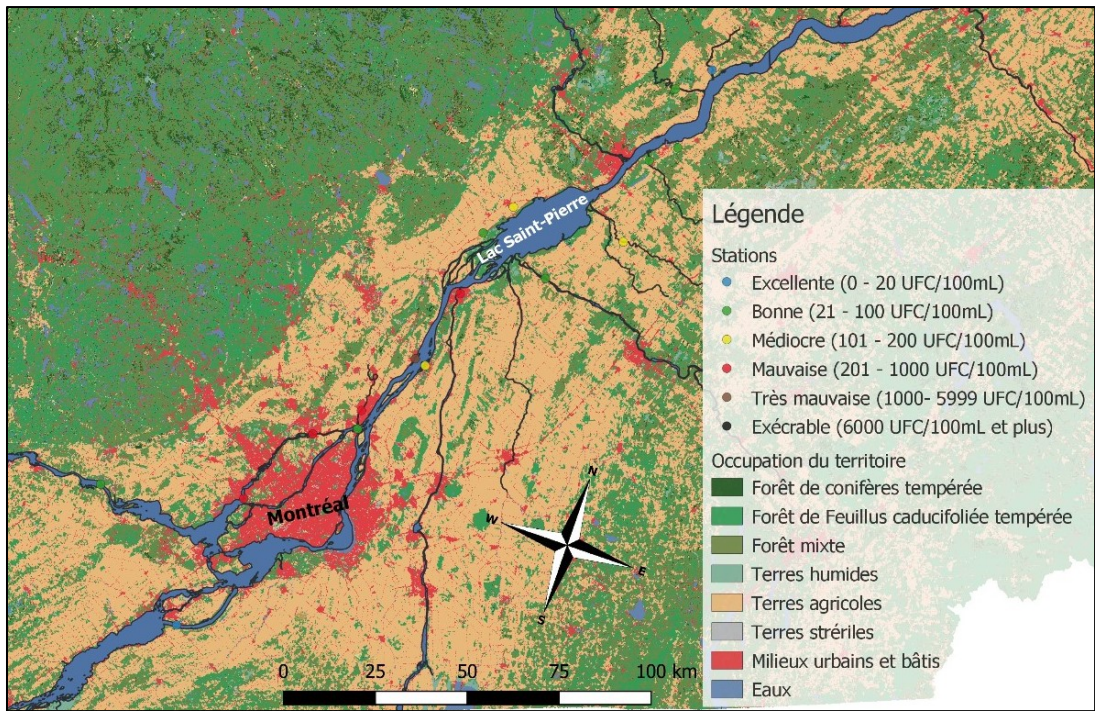 Lac Saint-Pierre
Montréal
N
W
E
S
0 25 50 75 100 km
Légende
Stations
Excellente (0 - 20 UFC/100mL)
Bonne (21 - 100 UFC/100mL)
Médiocre (101 - 200 UFC/100mL)
Mauvaise (201 - 1000 UFC/100mL)
Très mauvaise (1000- 5999 UFC/100mL)
Exécrable (6000 UFC/100mL et plus)
Occupation du territoire
Forêt de conifères tempérée
Forêt de Feuillus caducifoliée tempérée
Forêt mixte
Terres humides
Terres agricoles
Terres strériles
Milieux urbains et bâtis
Eaux